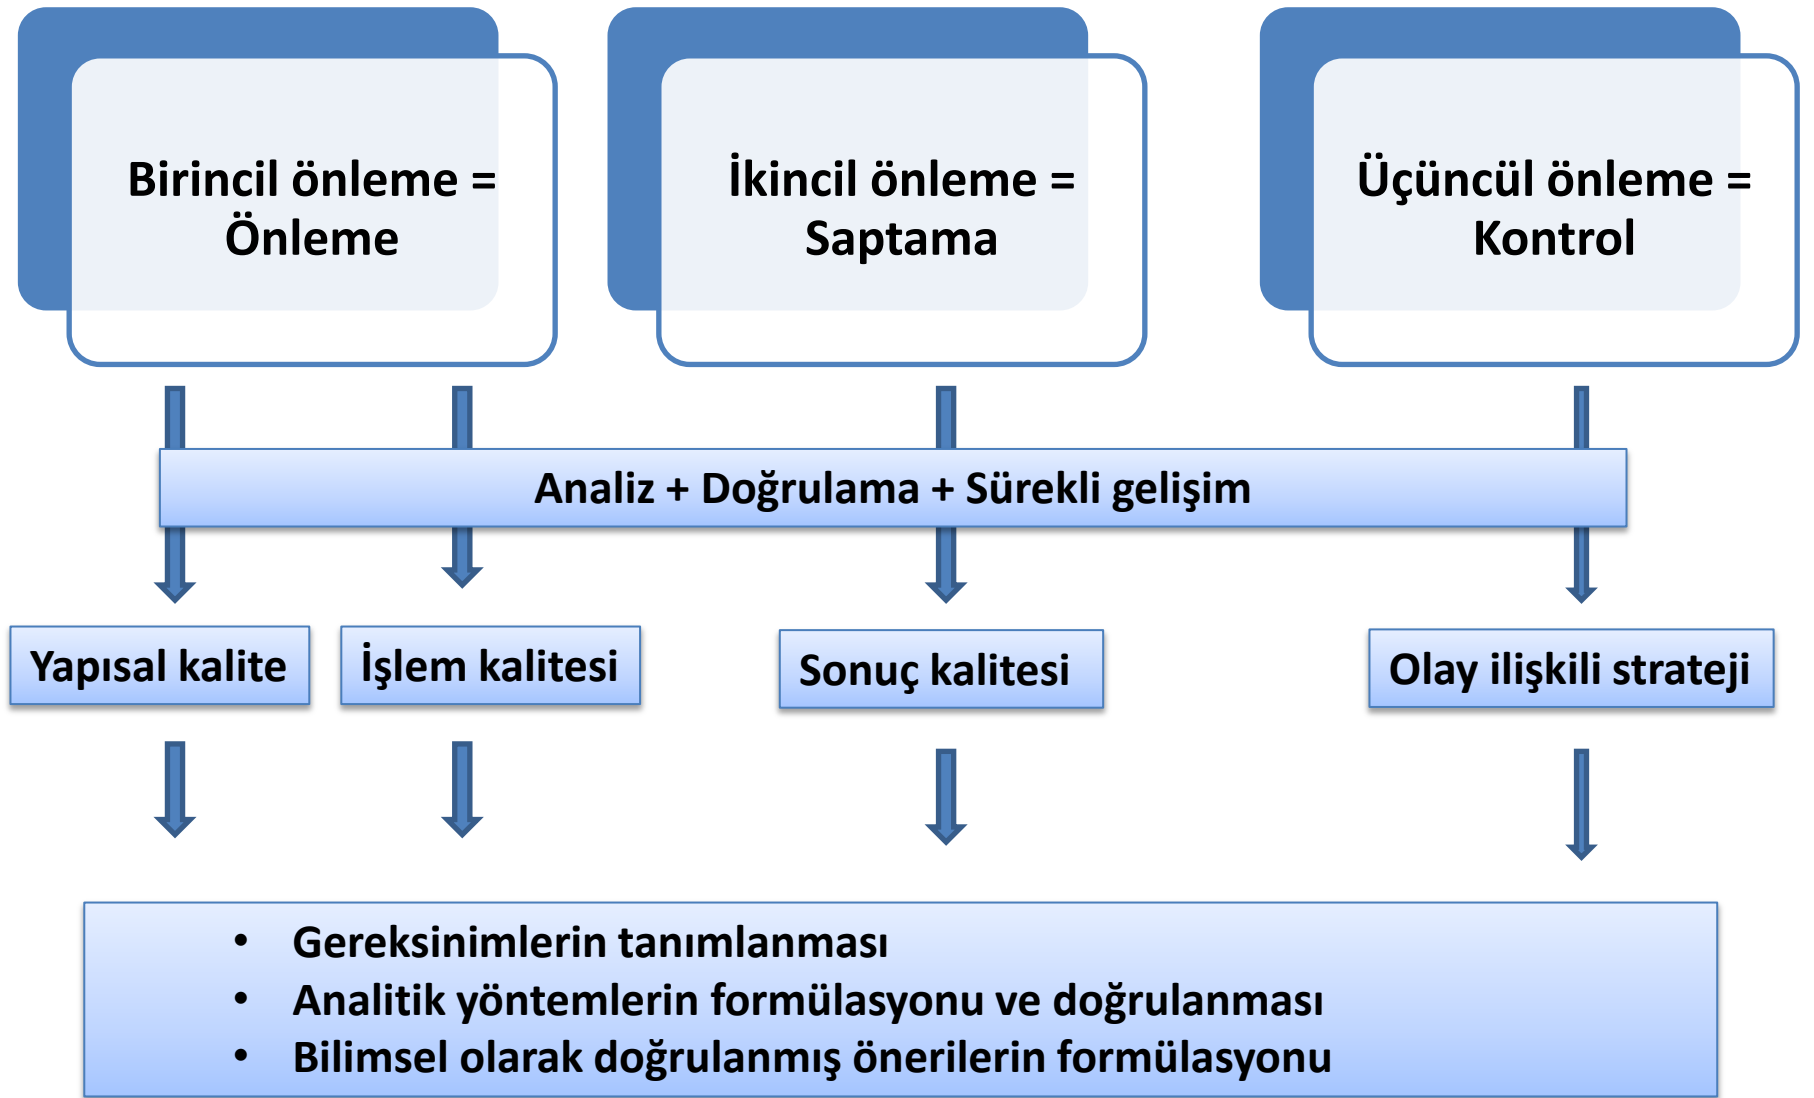 Birincil önleme =
Önleme
İkincil önleme =
Saptama
Üçüncül önleme =
Kontrol
Analiz + Doğrulama + Sürekli gelişim
Yapısal kalite
İşlem kalitesi
Sonuç kalitesi
Olay ilişkili strateji
• Gereksinimlerin tanımlanması
• Analitik yöntemlerin formülasyonu ve doğrulanması
• Bilimsel olarak doğrulanmış önerilerin formülasyonu